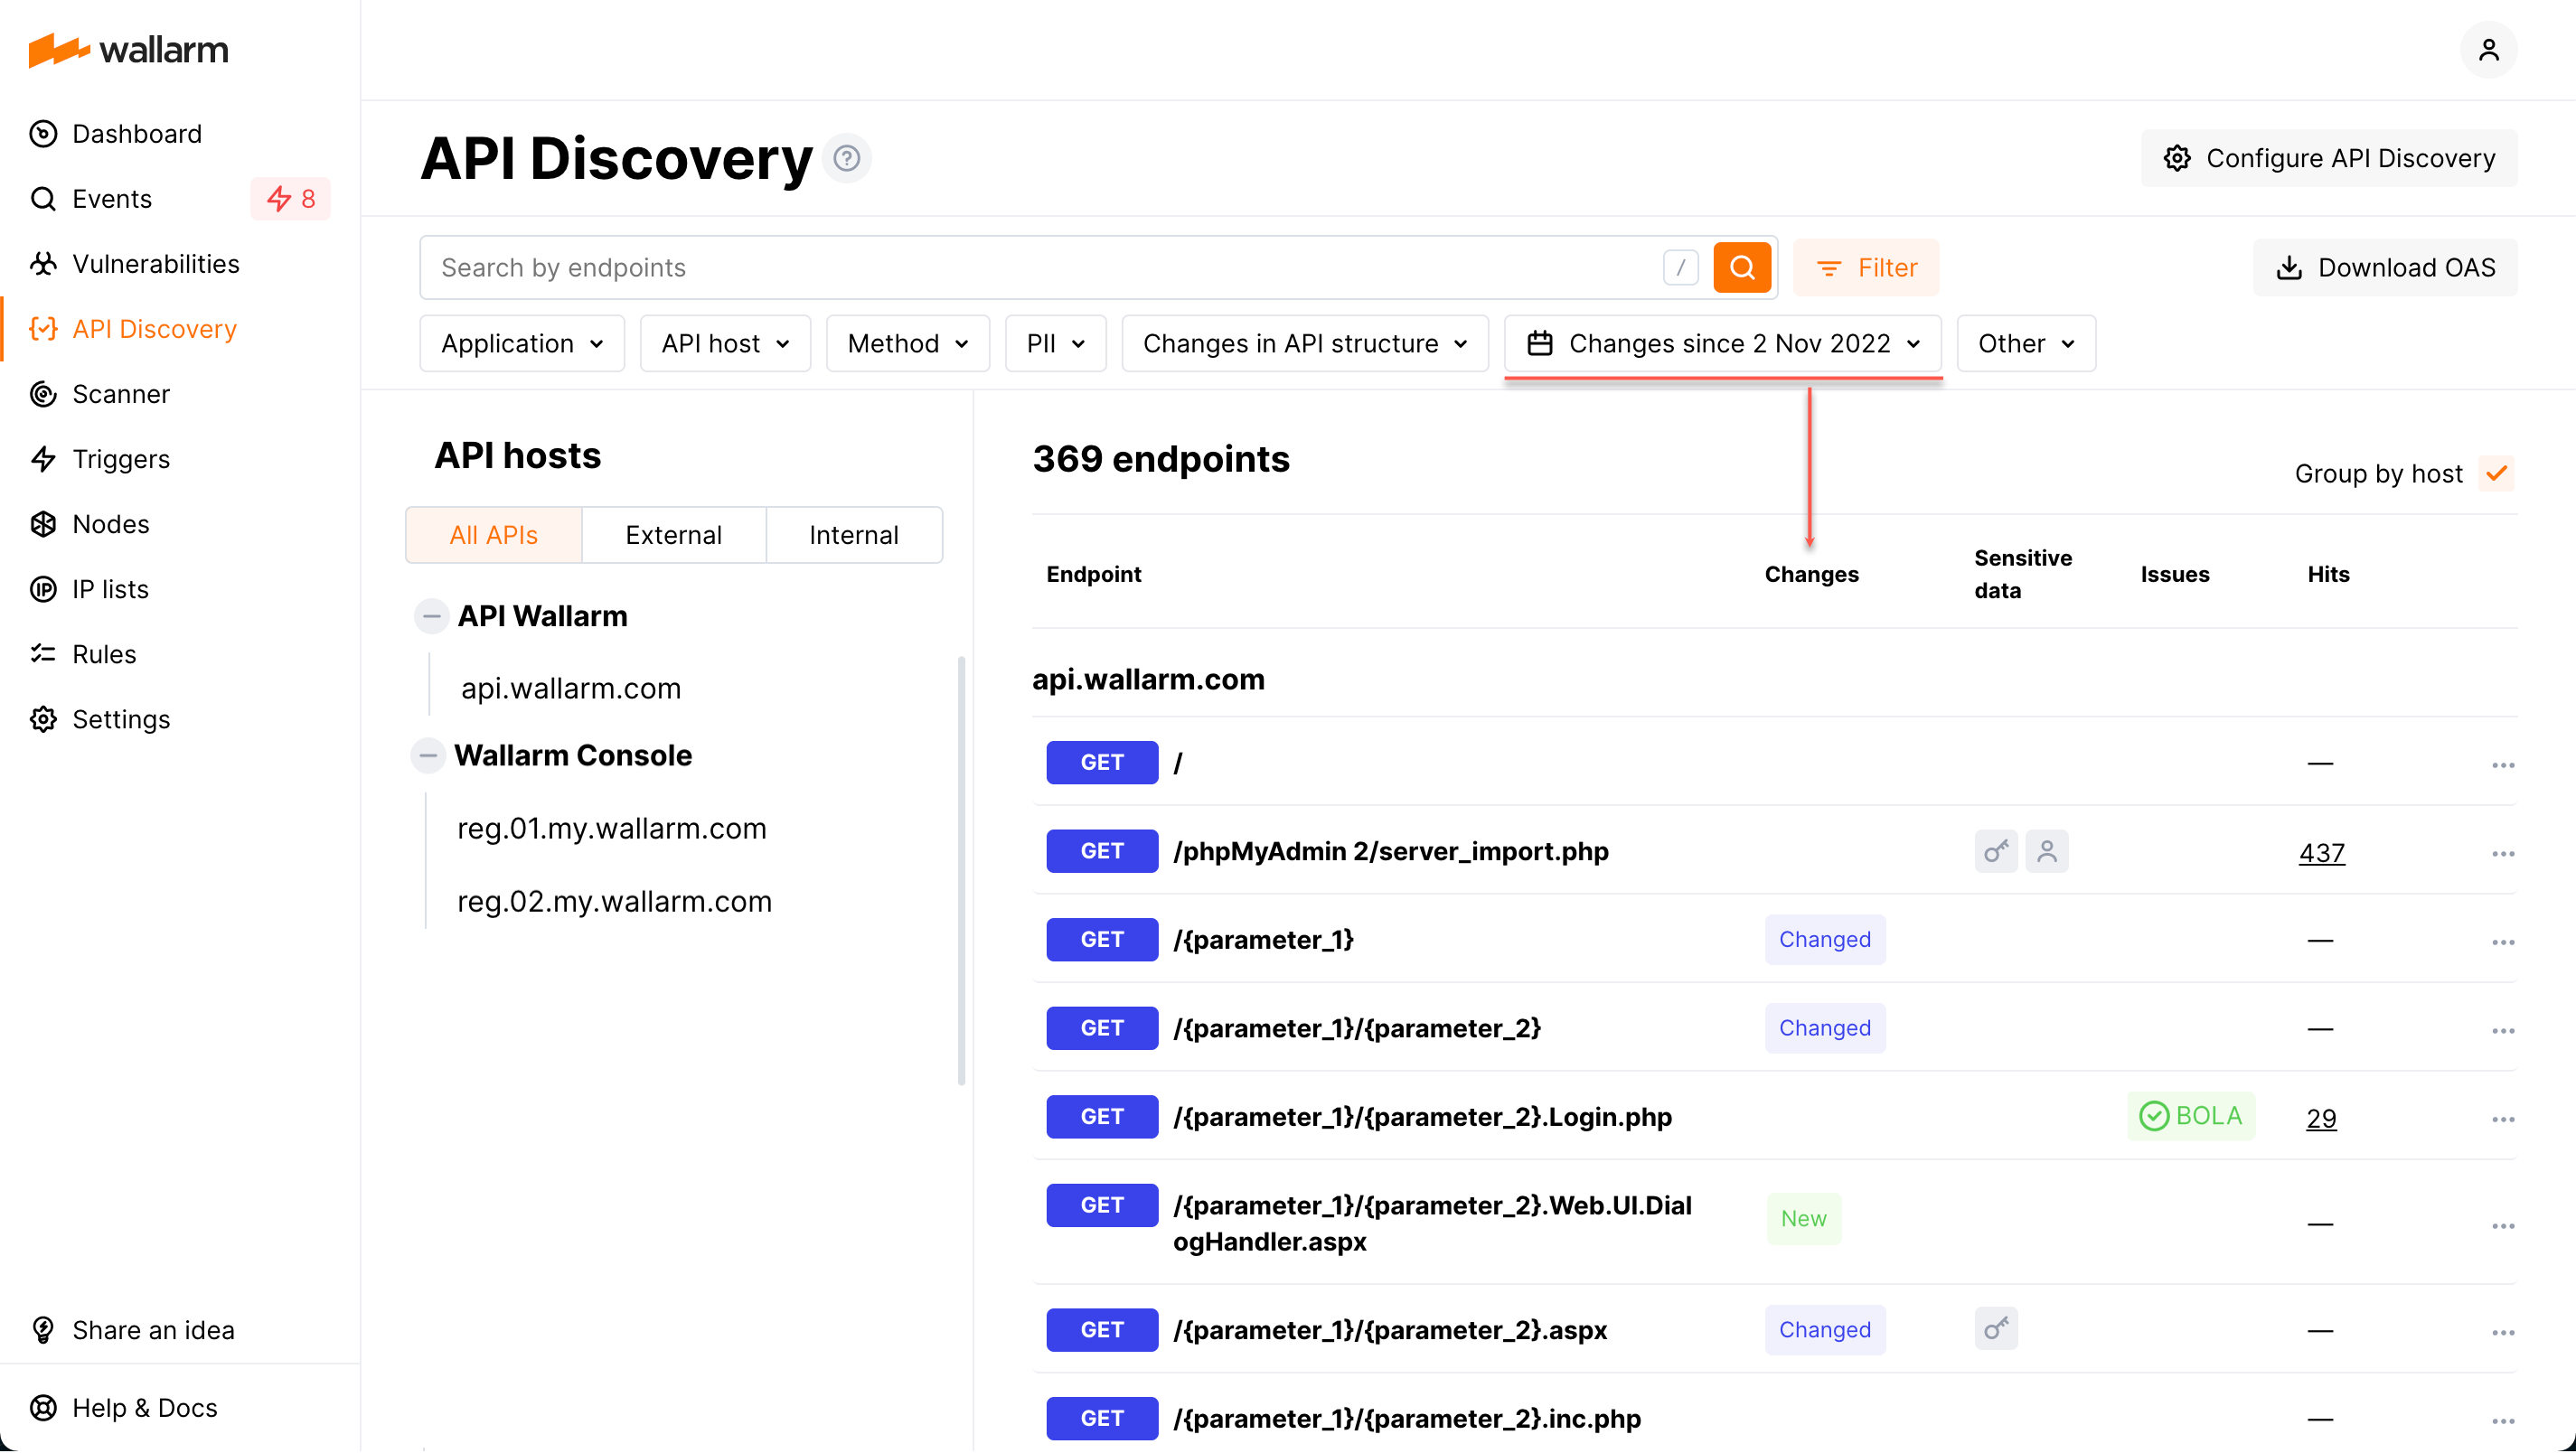 wallarm
Dashboard
Events
8
Vulnerabilities
API Discovery
Scanner
Triggers
Nodes
IP lists
Rules
Settings
Share an idea
Help & Docs
API Discovery
?
Configure API Discovery
Search by endpoints
/
Filter
Download OAS
Application
API host
Method
PII
Changes in API structure
Changes since 2 Nov 2022
Other
API hosts
All APIs
External
Internal
API Wallarm
api.wallarm.com
Wallarm Console
reg.01.my.wallarm.com
reg.02.my.wallarm.com
369 endpoints
Group by host
Endpoint
Changes
Sensitive
data
Issues
Hits
api.wallarm.com
GET / —
GET /phpMyAdmin 2/server_import.php 437
GET /{parameter_1} Changed —
GET /{parameter_1}/{parameter_2} Changed —
GET /{parameter_1}/{parameter_2}.Login.php BOLA 29
GET /{parameter_1}/{parameter_2}.Web.UI.Dial
ogHandler.aspx New —
GET /{parameter_1}/{parameter_2}.aspx Changed —
GET /{parameter_1}/{parameter_2}.inc.php —